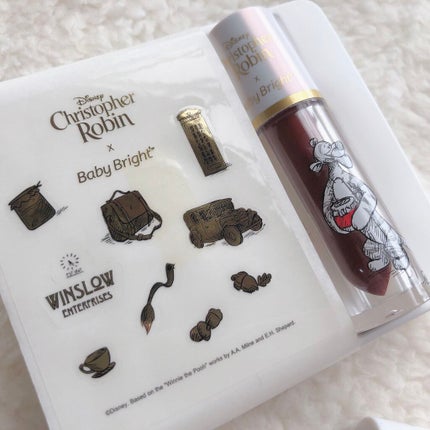 Disney
Christopher
Robin
x
Baby Bright™
WINSLOW
ENTERPRISES
©Disney. Based on the "Winnie the Pooh" works by A.A. Milne and E.H. Shepard.
Disney
Christopher
Robin
x
Baby Bright